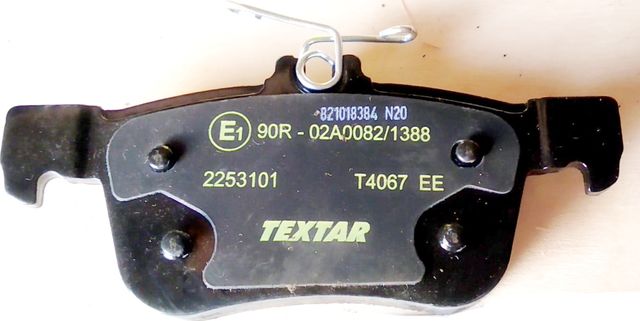 821018384 N20
E1 90R - 02A0082/1388
2253101 T4067 EE
TEXTAR